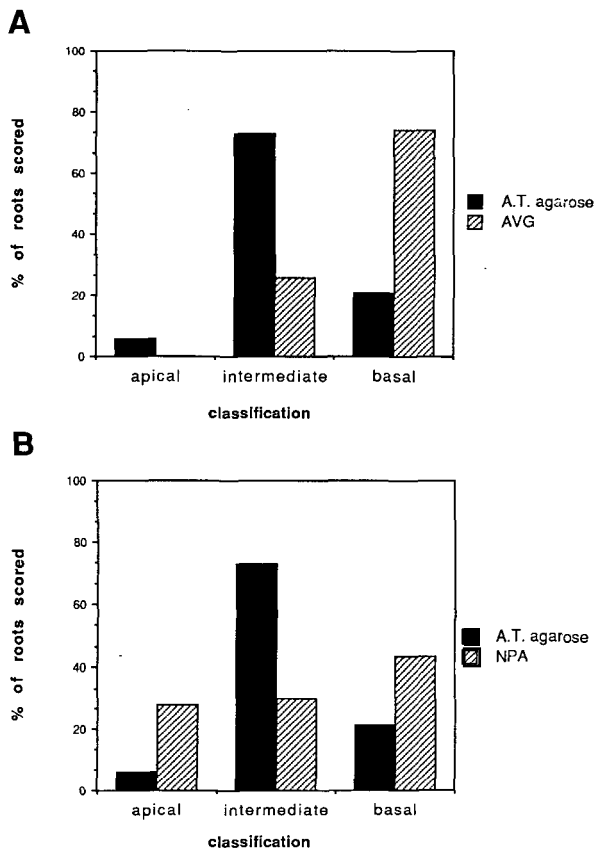 A
100
80
60
40
20
0
% of roots scored
apical intermediate basal
classification
A.T. agarose
AVG
B
100
80
60
40
20
0
% of roots scored
apical intermediate basal
classification
A.T. agarose
NPA